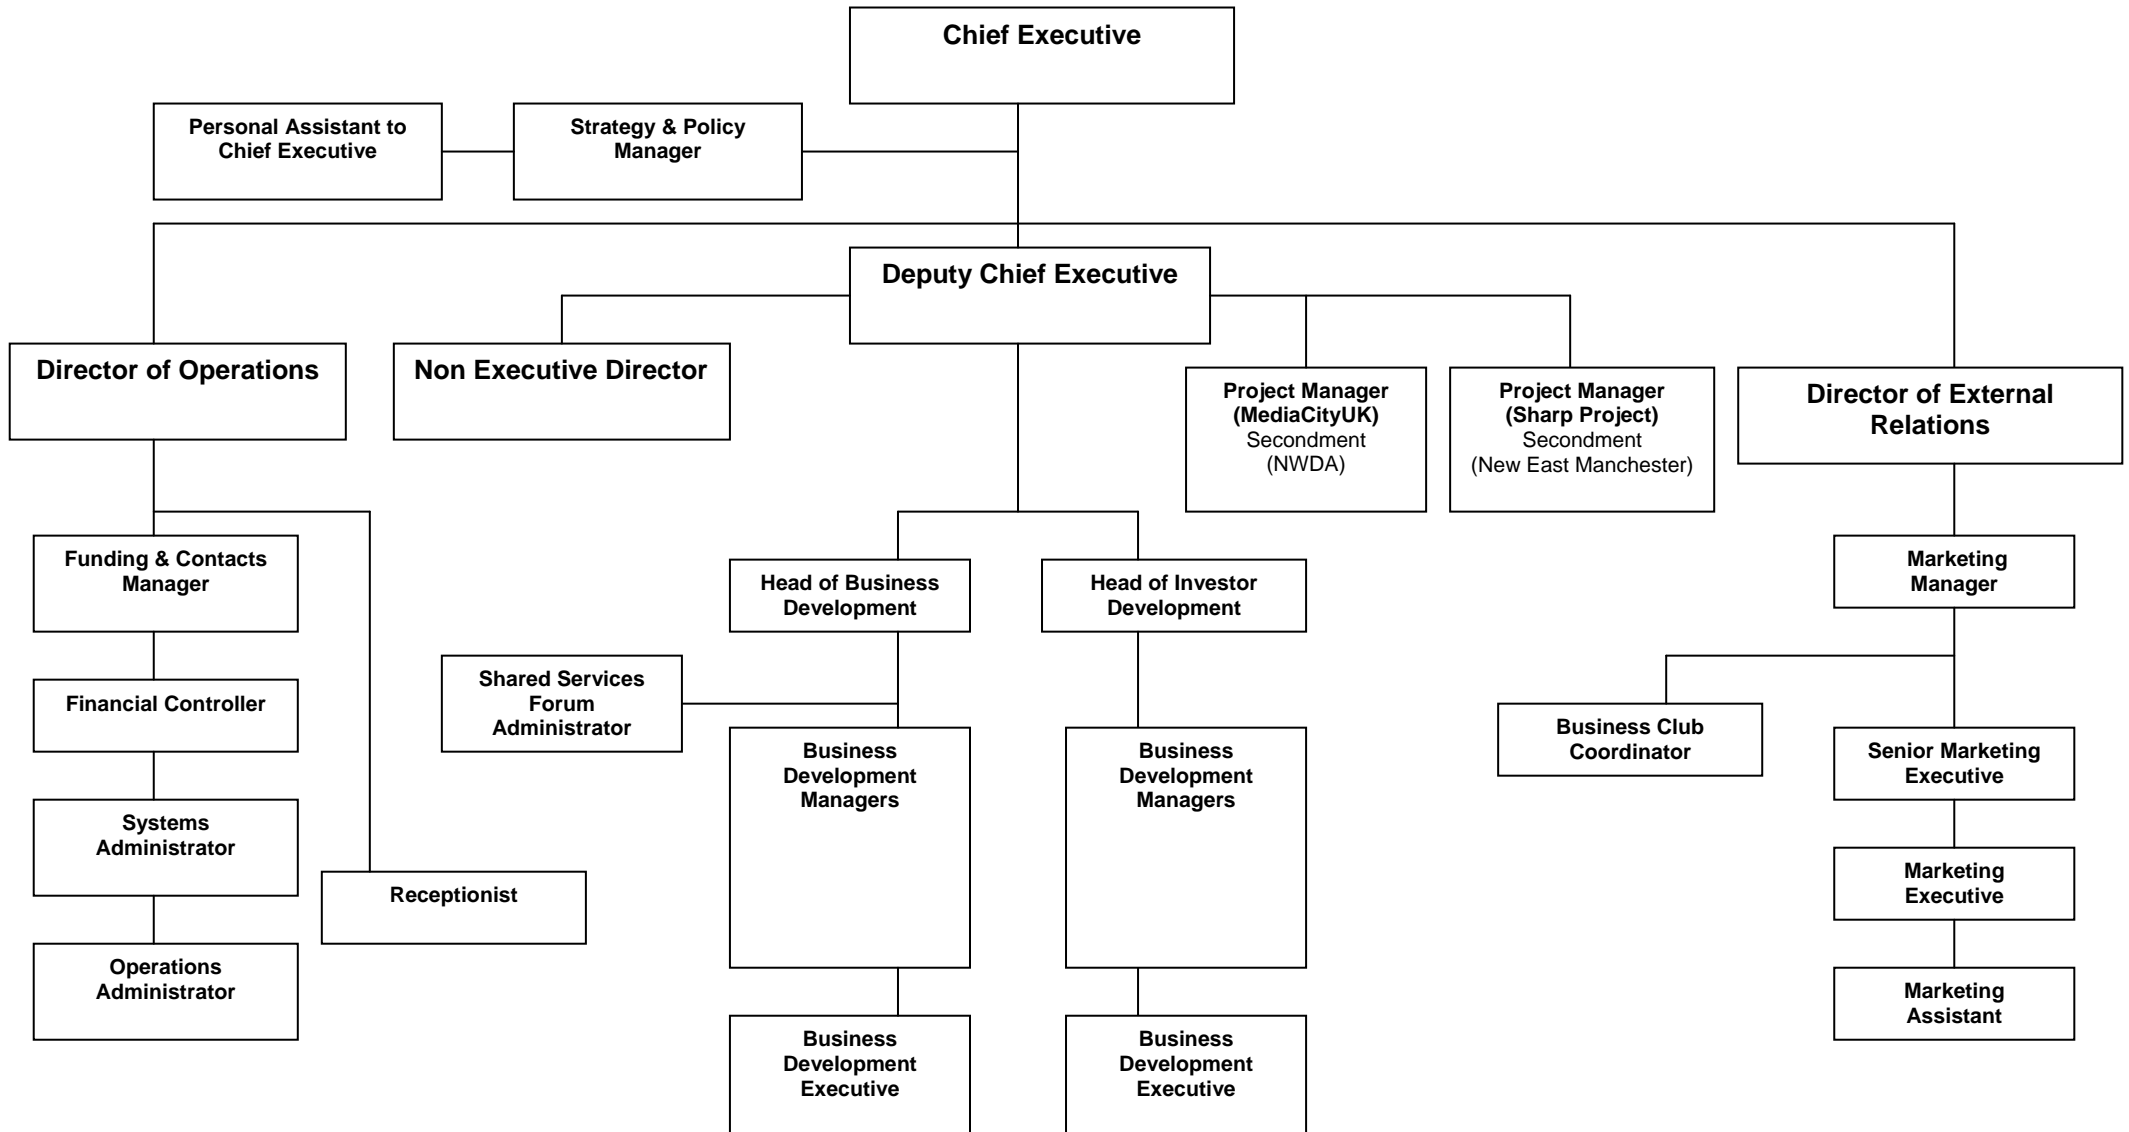 Chief Executive
Personal Assistant to
Chief Executive
Strategy & Policy
Manager
Deputy Chief Executive
Director of Operations
Non Executive Director
Project Manager
(MediaCityUK)
Secondment
(NWDA)
Project Manager
(Sharp Project)
Secondment
(New East Manchester)
Director of External
Relations
Funding & Contacts
Manager
Head of Business
Development
Head of Investor
Development
Marketing
Manager
Shared Services
Forum
Administrator
Financial Controller
Business
Development
Managers
Business
Development
Managers
Business Club
Coordinator
Senior Marketing
Executive
Systems
Administrator
Receptionist
Marketing
Executive
Operations
Administrator
Business
Development
Executive
Business
Development
Executive
Marketing
Assistant